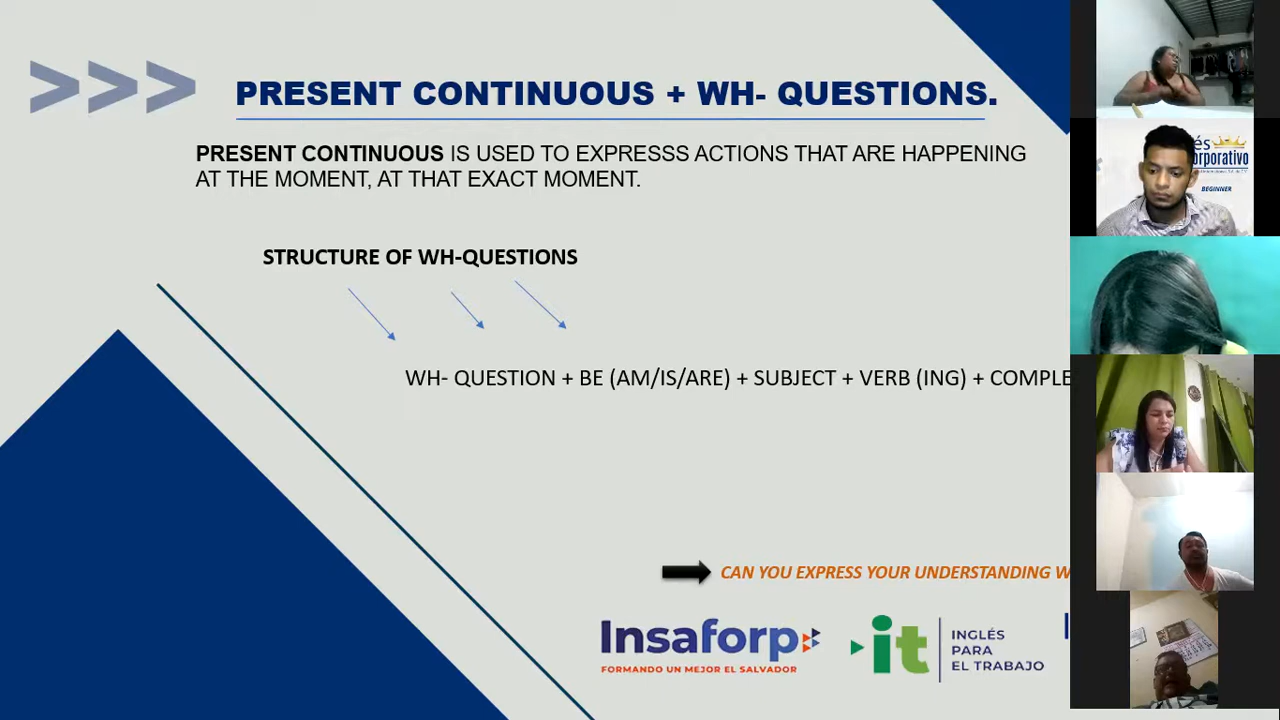 >>> PRESENT CONTINUOUS + WH- QUESTIONS.
PRESENT CONTINUOUS IS USED TO EXPRESSS ACTIONS THAT ARE HAPPENING
AT THE MOMENT, AT THAT EXACT MOMENT.
STRUCTURE OF WH-QUESTIONS
WH- QUESTION + BE (AM/IS/ARE) + SUBJECT + VERB (ING) + COMPLE
CAN YOU EXPRESS YOUR UNDERSTANDING W
Insaforp
FORMANDO UN MEJOR EL SALVADOR
it
INGLÉS
PARA
EL TRABAJO
és
orporativo
BEGINNER